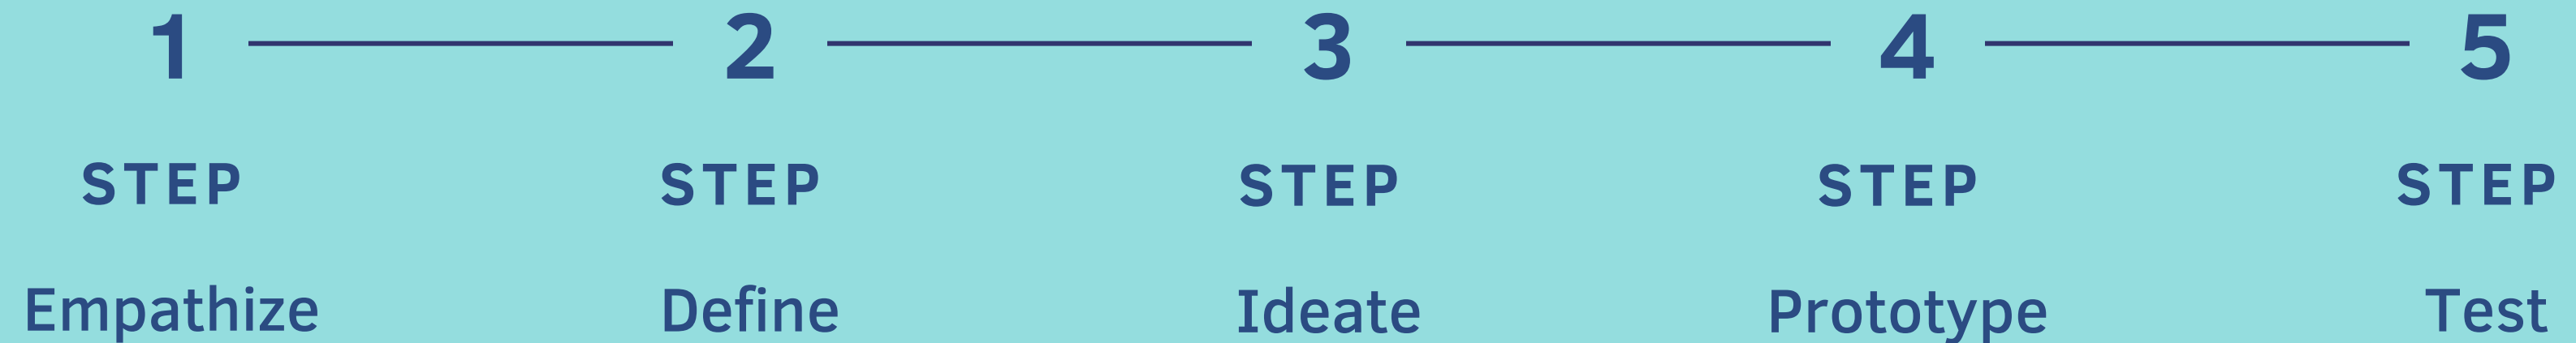 1 2 3 4 5
STEP STEP STEP STEP STEP
Empathize Define Ideate Prototype Test